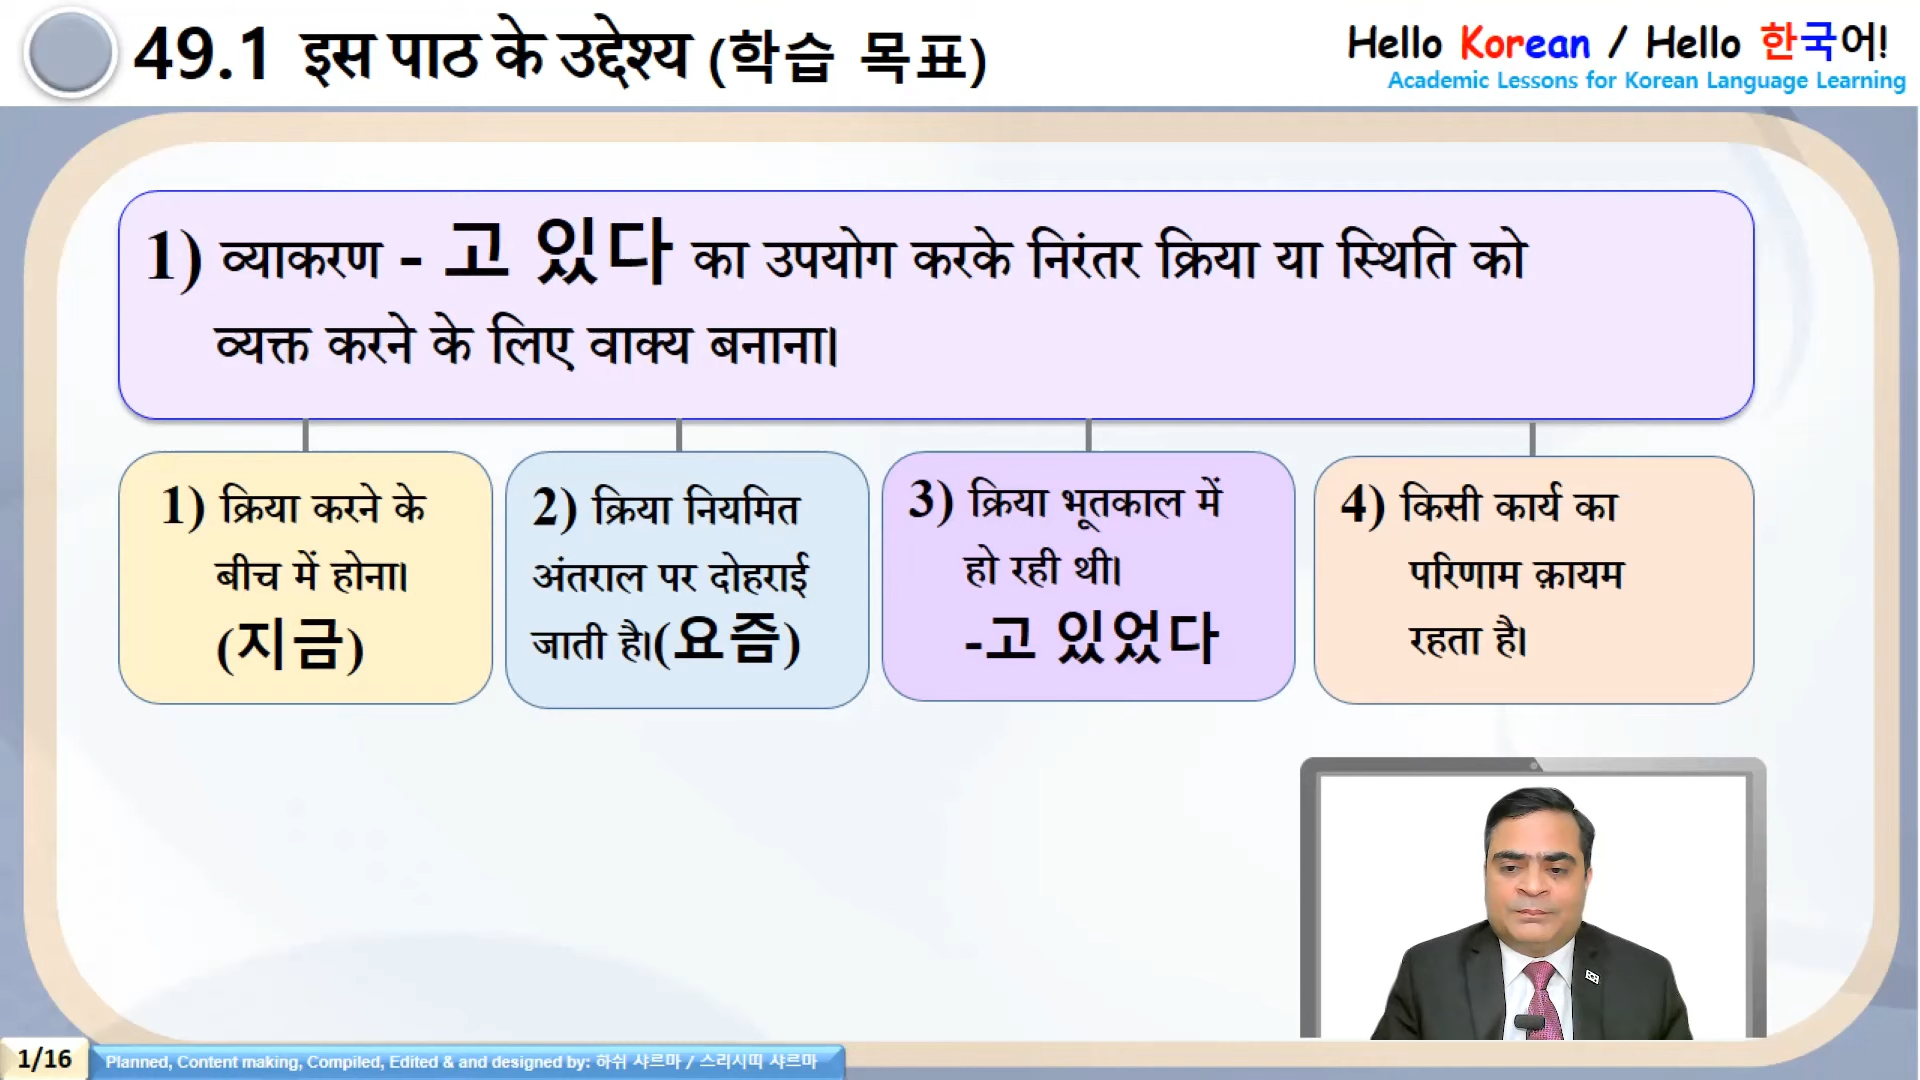 49.1 इस पाठ के उद्देश्य (학습 목표)
Hello Korean / Hello 한국어!
Academic Lessons for Korean Language Learning
1) व्याकरण - 고 있다 का उपयोग करके निरंतर क्रिया या स्थिति को
व्यक्त करने के लिए वाक्य बनाना।
1) क्रिया करने के
बीच में होना।
(지금)
2) क्रिया नियमित
अंतराल पर दोहराई
जाती है।(요즘)
3) क्रिया भूतकाल में
हो रही थी।
-고 있었다
4) किसी कार्य का
परिणाम क़ायम
रहता है।
1/16
Planned, Content making, Compiled, Edited & and designed by: 하쉬 샤르마 / 스리시띠 샤르마